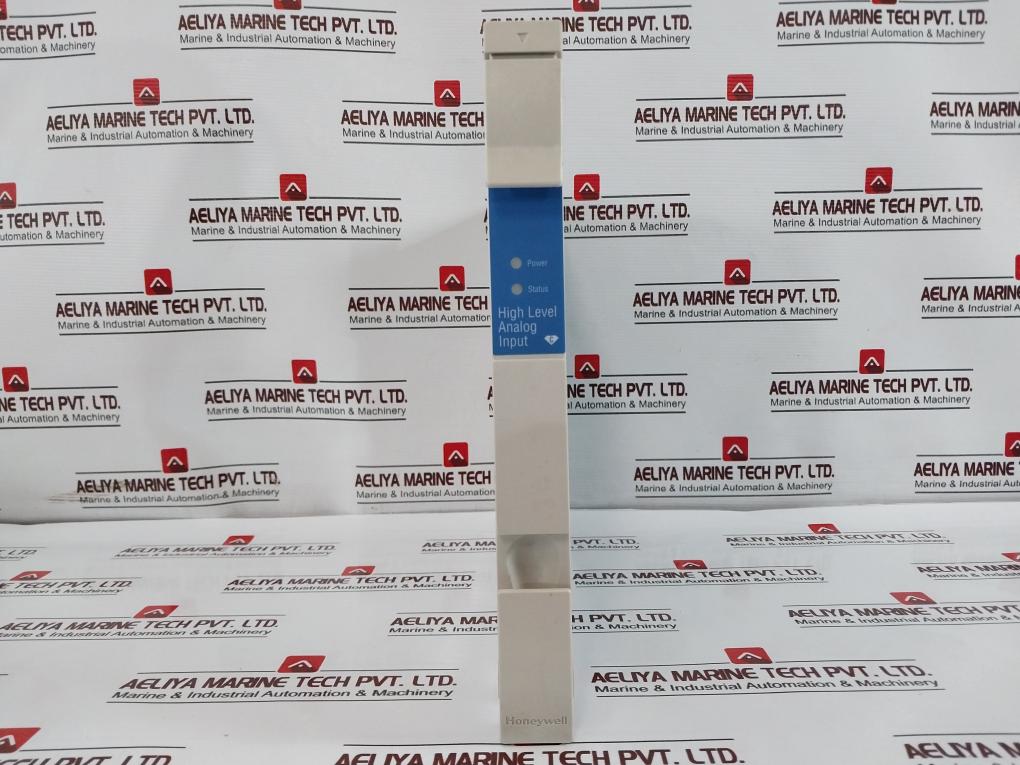 AELIYA MARINE TECH PVT. LTD.
Marine & Industrial Automation & Machinery
Power
Status
High Level
Analog
Input
C
Honeywell